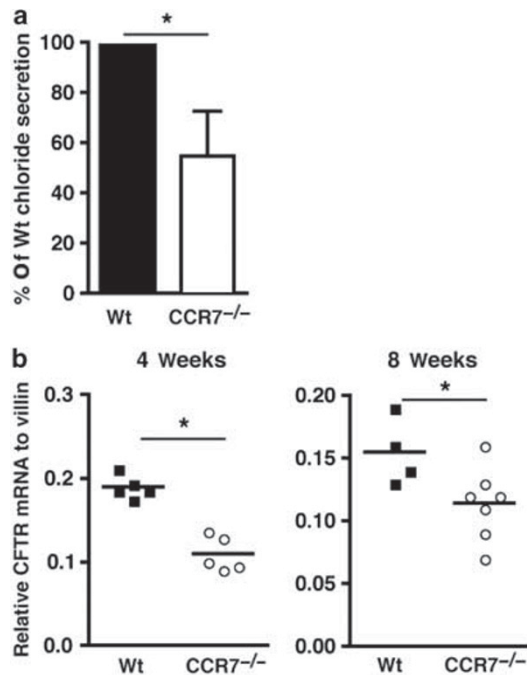 a
*
100
80
60
40
20
0
% Of Wt chloride secretion
Wt CCR7−/−
b
4 Weeks
8 Weeks
Relative CFTR mRNA to villin
0.3
0.2
0.1
0.0
*
Wt CCR7−/−
0.20
0.15
0.10
0.05
0.00
*
Wt CCR7−/−